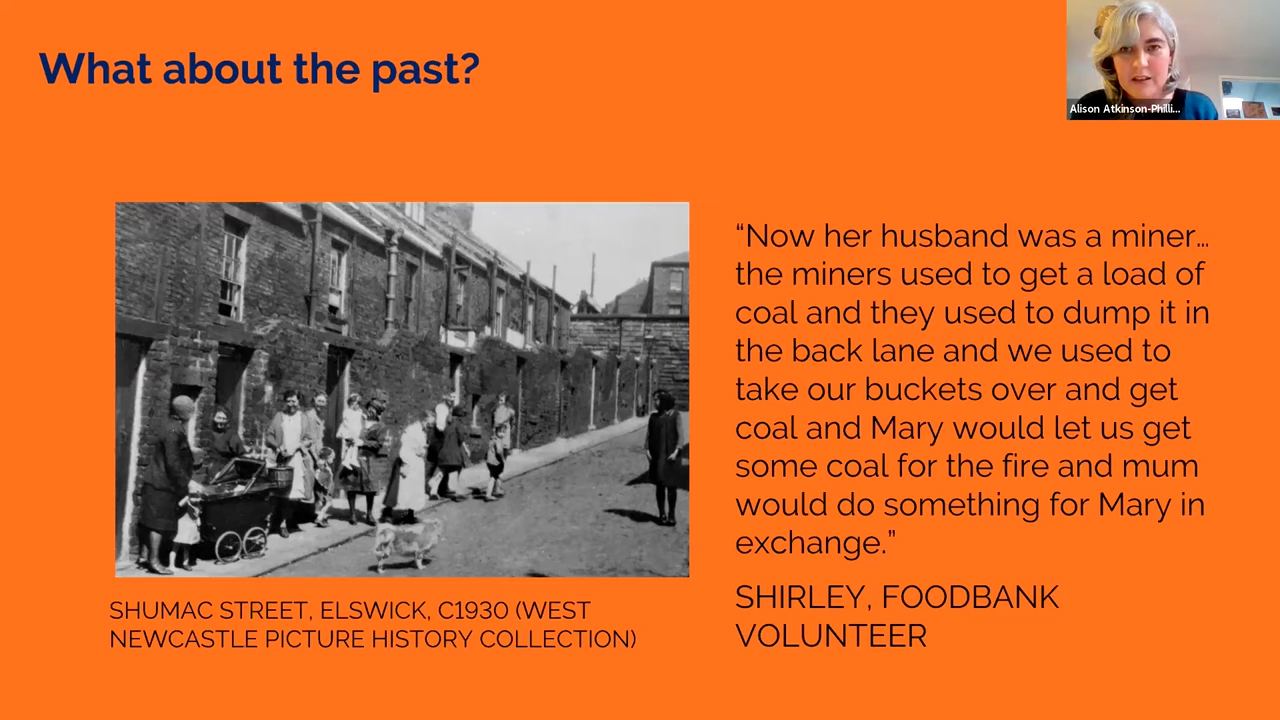 What about the past?
Alison Atkinson-Philli...
“Now her husband was a miner…
the miners used to get a load of
coal and they used to dump it in
the back lane and we used to
take our buckets over and get
coal and Mary would let us get
some coal for the fire and mum
would do something for Mary in
exchange.”
SHIRLEY, FOODBANK
VOLUNTEER
SHUMAC STREET, ELSWICK, C1930 (WEST
NEWCASTLE PICTURE HISTORY COLLECTION)